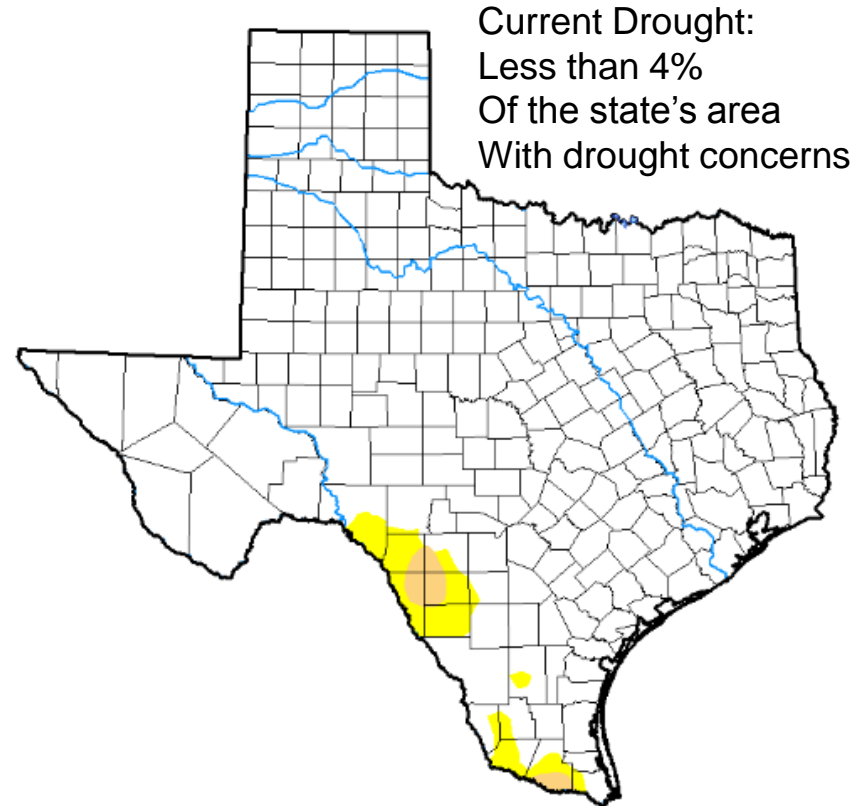 Current Drought:
Less than 4%
Of the state’s area
With drought concerns